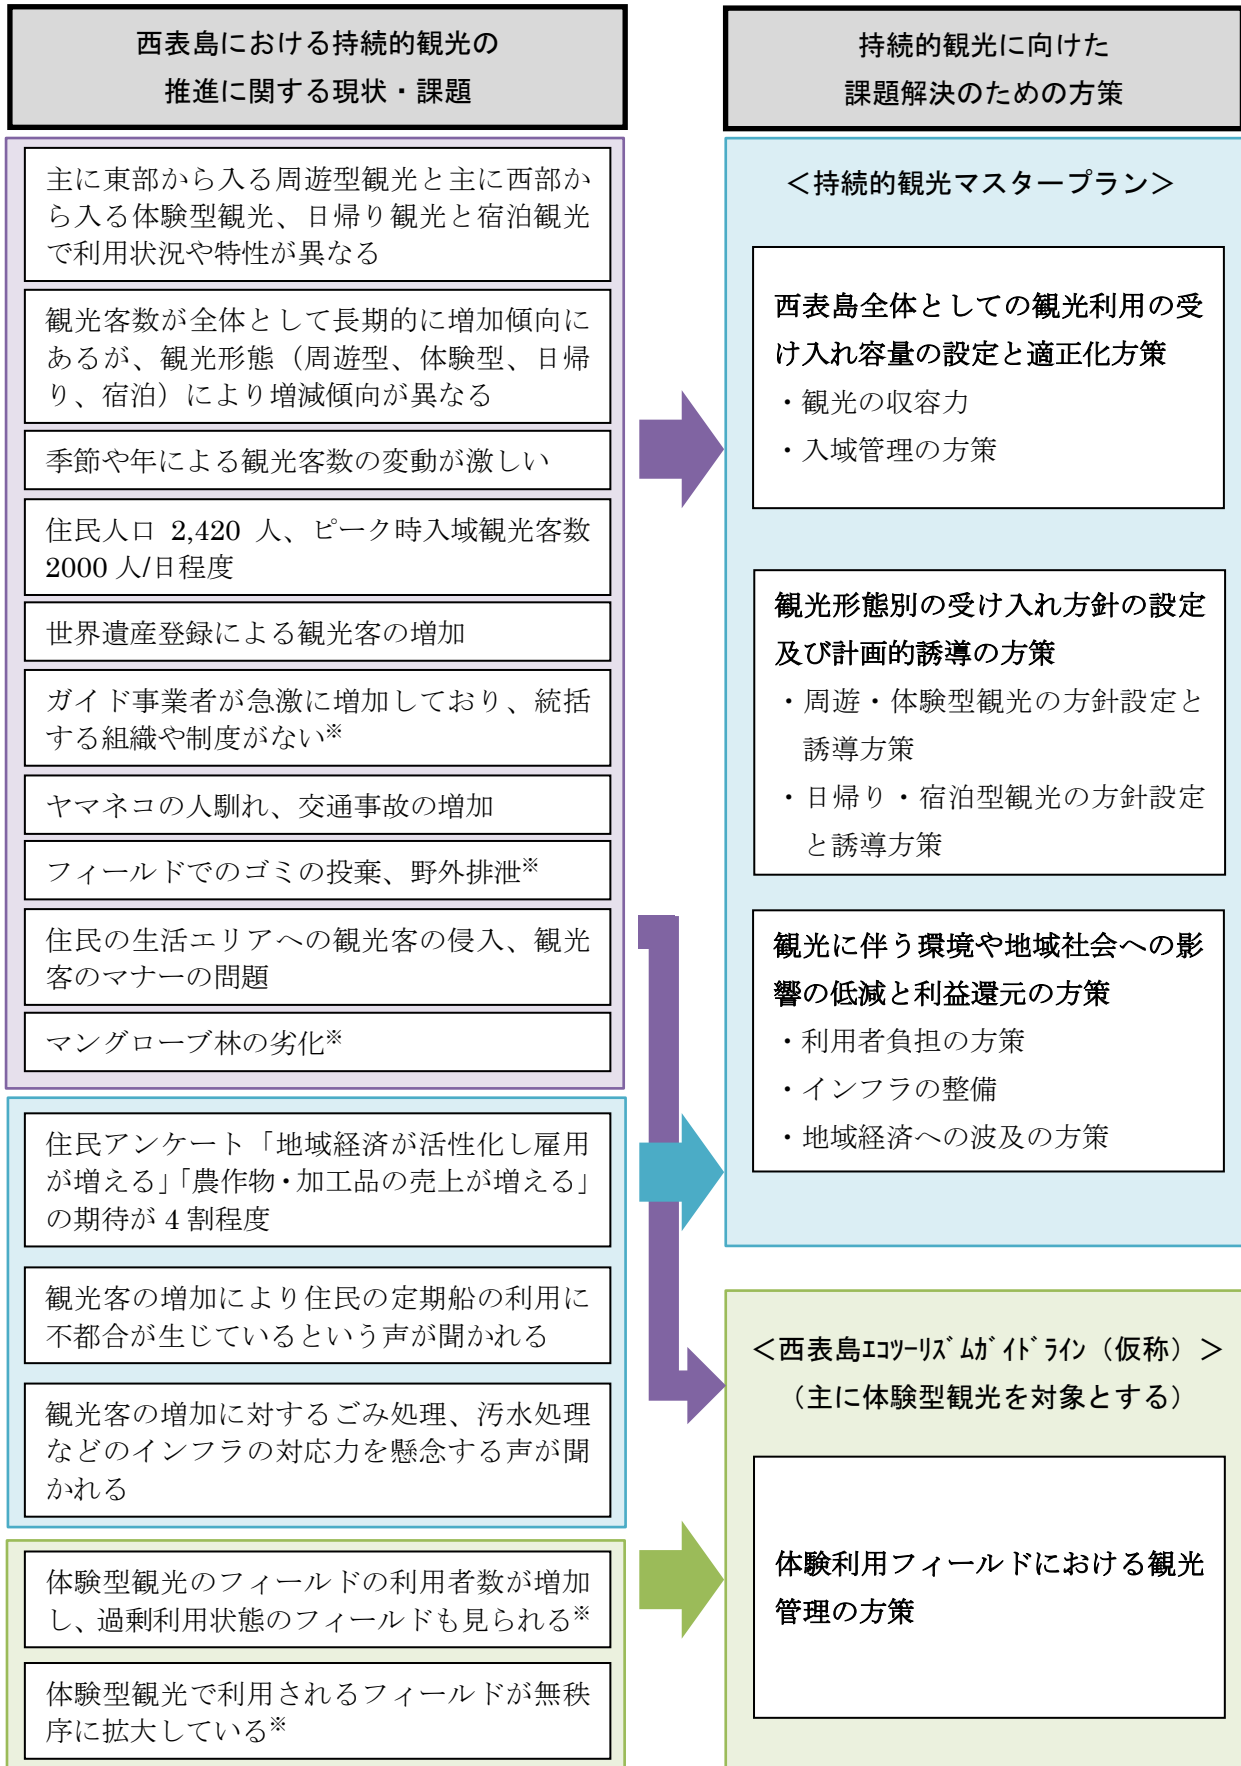 西表島における持続的観光の
推進に関する現状・課題
主に東部から入る周遊型観光と主に西部か
ら入る体験型観光、日帰り観光と宿泊観光
で利用状況や特性が異なる
観光客数が全体として長期的に増加傾向に
あるが、観光形態（周遊型、体験型、日帰
り、宿泊）により増減傾向が異なる
季節や年による観光客数の変動が激しい
住民人口 2,420 人、ピーク時入域観光客数
2000 人/日程度
世界遺産登録による観光客の増加
ガイド事業者が急激に増加しており、統括
する組織や制度がない※
ヤマネコの人馴れ、交通事故の増加
フィールドでのゴミの投棄、野外排泄※
住民の生活エリアへの観光客の侵入、観光
客のマナーの問題
マングローブ林の劣化※
住民アンケート「地域経済が活性化し雇用
が増える」「農作物・加工品の売上が増える」
の期待が 4 割程度
観光客の増加により住民の定期船の利用に
不都合が生じているという声が聞かれる
観光客の増加に対するごみ処理、汚水処理
などのインフラの対応力を懸念する声が聞
かれる
体験型観光のフィールドの利用者数が増加
し、過剰利用状態のフィールドも見られる※
体験型観光で利用されるフィールドが無秩
序に拡大している※
持続的観光に向けた
課題解決のための方策
＜持続的観光マスタープラン＞
西表島全体としての観光利用の受
け入れ容量の設定と適正化方策
・観光の収容力
・入域管理の方策
観光形態別の受け入れ方針の設定
及び計画的誘導の方策
・周遊・体験型観光の方針設定と
誘導方策
・日帰り・宿泊型観光の方針設定
と誘導方策
観光に伴う環境や地域社会への影
響の低減と利益還元の方策
・利用者負担の方策
・インフラの整備
・地域経済への波及の方策
＜西表島ｴｺﾂｰﾘｽﾞﾑｶﾞｲﾄﾞﾗｲﾝ（仮称）＞
（主に体験型観光を対象とする）
体験利用フィールドにおける観光
管理の方策